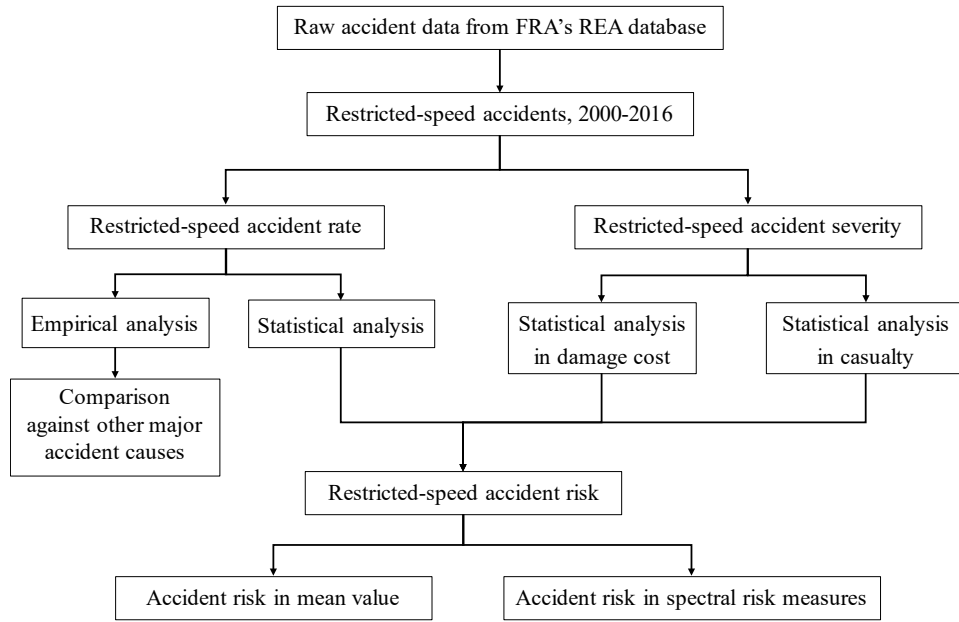 Raw accident data from FRA's REA database
Restricted-speed accidents, 2000-2016
Restricted-speed accident rate
Restricted-speed accident severity
Empirical analysis
Statistical analysis
Statistical analysis
in damage cost
Statistical analysis
in casualty
Comparison
against other major
accident causes
Restricted-speed accident risk
Accident risk in mean value
Accident risk in spectral risk measures